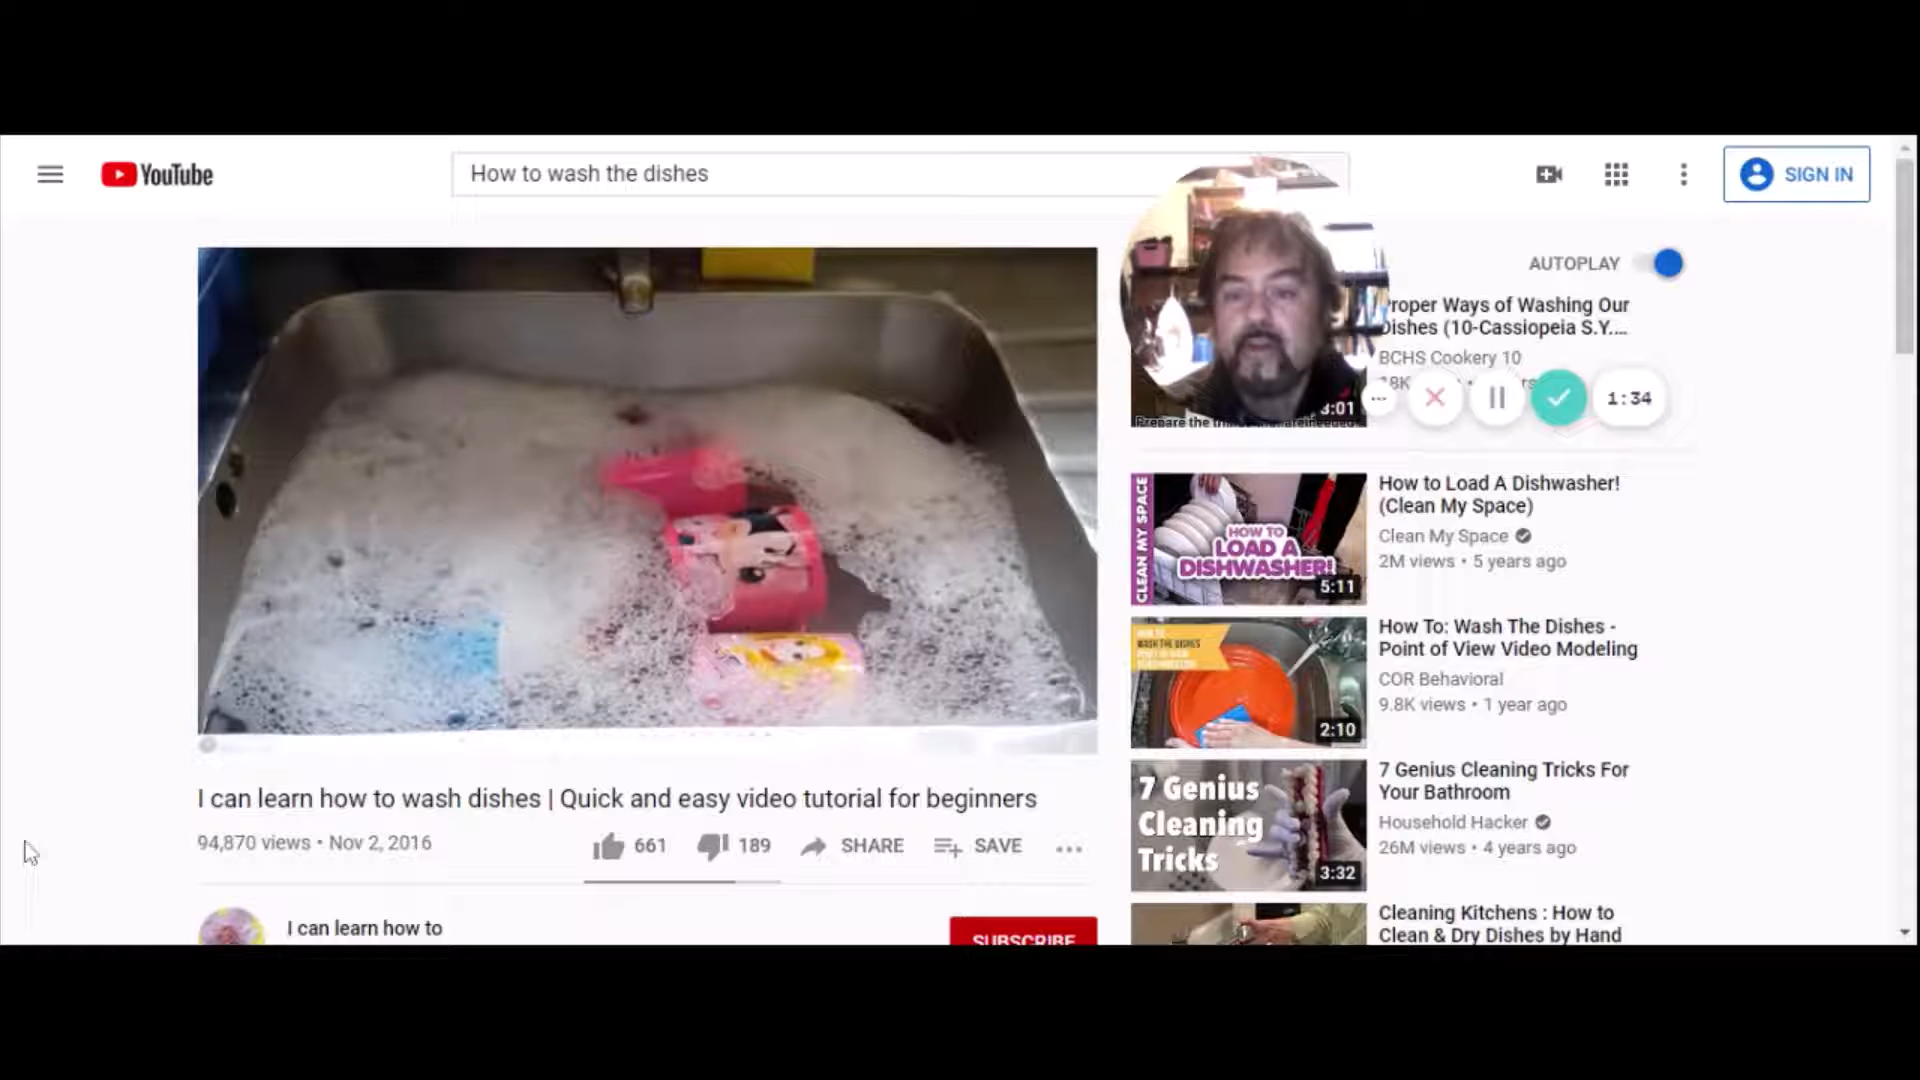 YouTube
How to wash the dishes
SIGN IN
AUTOPLAY
Proper Ways of Washing Our
Dishes (10-Cassiopeia S.Y....
BCHS Cookery 10
3:01
1:34
How to Load A Dishwasher!
(Clean My Space)
Clean My Space
2M views • 5 years ago
CLEAN MY SPACE
HOW TO
LOAD A
DISHWASHER!
5:11
How To: Wash The Dishes -
Point of View Video Modeling
COR Behavioral
9.8K views • 1 year ago
WASH THE DISHES
2:10
7 Genius Cleaning Tricks For
Your Bathroom
Household Hacker
26M views • 4 years ago
7 Genius
Cleaning
Tricks
3:32
Cleaning Kitchens : How to
Clean & Dry Dishes by Hand
I can learn how to wash dishes | Quick and easy video tutorial for beginners
94,870 views • Nov 2, 2016
661
189
SHARE
SAVE
I can learn how to
SUBSCRIBE